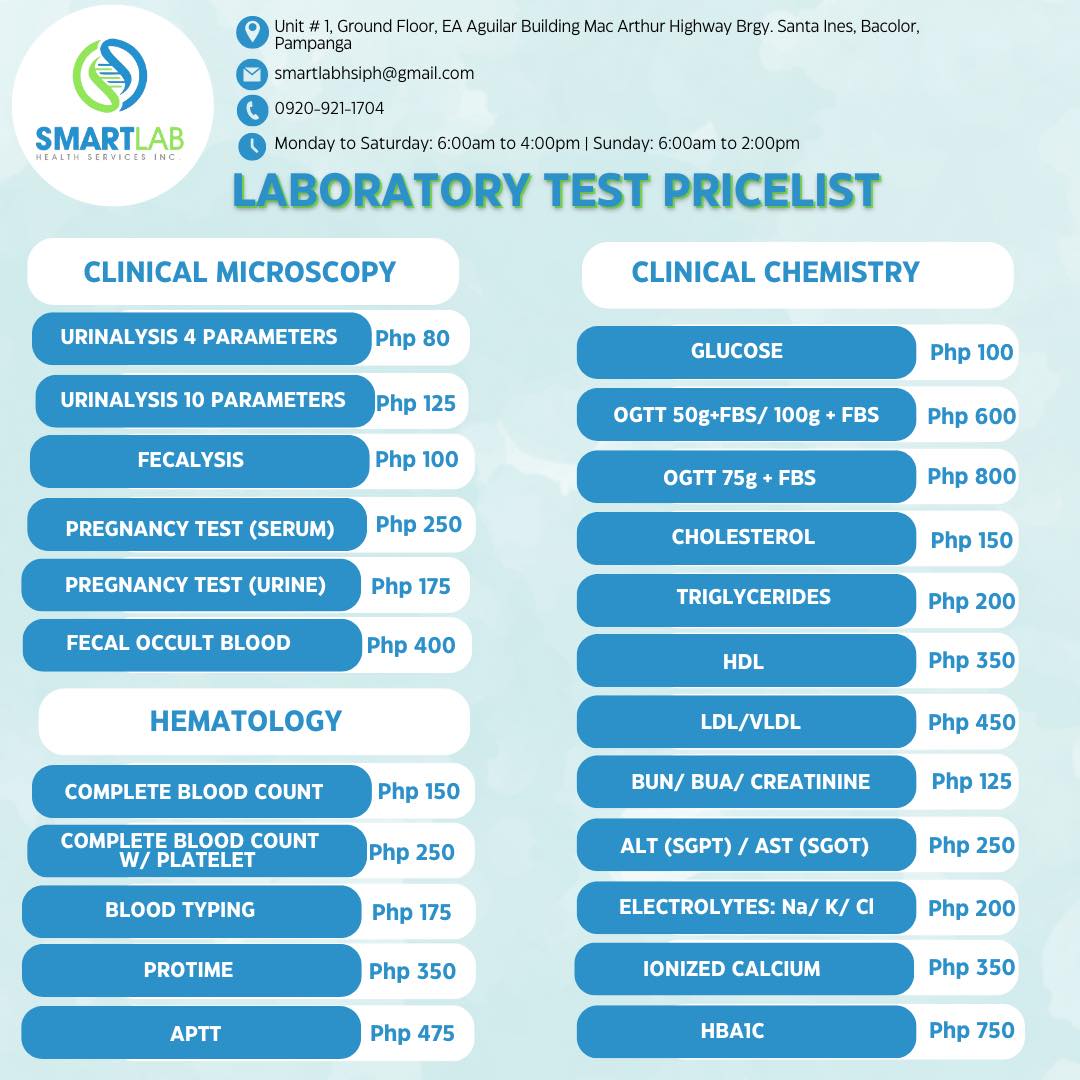 SMARTLAB
HEALTH SERVICES INC.
Unit # 1, Ground Floor, EA Aguilar Building Mac Arthur Highway Brgy. Santa Ines, Bacolor,
Pampanga
smartlabhsiph@gmail.com
0920-921-1704
Monday to Saturday: 6:00am to 4:00pm | Sunday: 6:00am to 2:00pm
LABORATORY TEST PRICELIST
CLINICAL MICROSCOPY
URINALYSIS 4 PARAMETERS Php 80
URINALYSIS 10 PARAMETERS Php 125
FECALYSIS Php 100
PREGNANCY TEST (SERUM) Php 250
PREGNANCY TEST (URINE) Php 175
FECAL OCCULT BLOOD Php 400
HEMATOLOGY
COMPLETE BLOOD COUNT Php 150
COMPLETE BLOOD COUNT
W/ PLATELET Php 250
BLOOD TYPING Php 175
PROTIME Php 350
APTT Php 475
CLINICAL CHEMISTRY
GLUCOSE Php 100
OGTT 50g+FBS/ 100g + FBS Php 600
OGTT 75g + FBS Php 800
CHOLESTEROL Php 150
TRIGLYCERIDES Php 200
HDL Php 350
LDL/VLDL Php 450
BUN/ BUA/ CREATININE Php 125
ALT (SGPT) / AST (SGOT) Php 250
ELECTROLYTES: Na/ K/ Cl Php 200
IONIZED CALCIUM Php 350
HBA1C Php 750